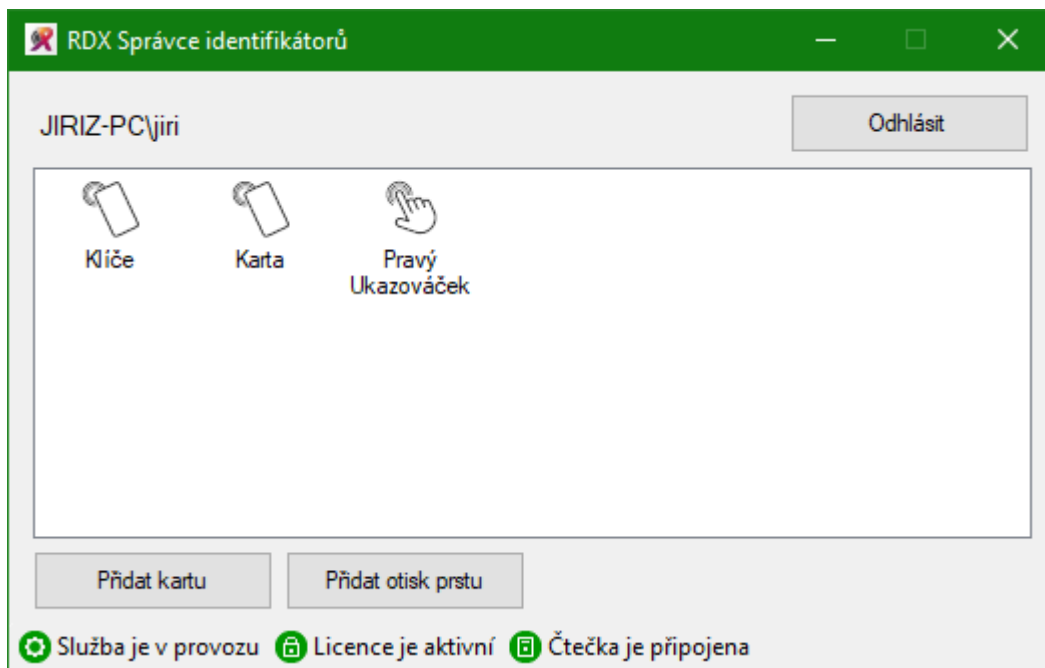 RDX Správce identifikátorů
JIRIZ-PC\jiri
Odhlásit
Klíče
Karta
Pravý
Ukazováček
Přidat kartu
Přidat otisk prstu
Služba je v provozu
Licence je aktivní
Čtečka je připojena